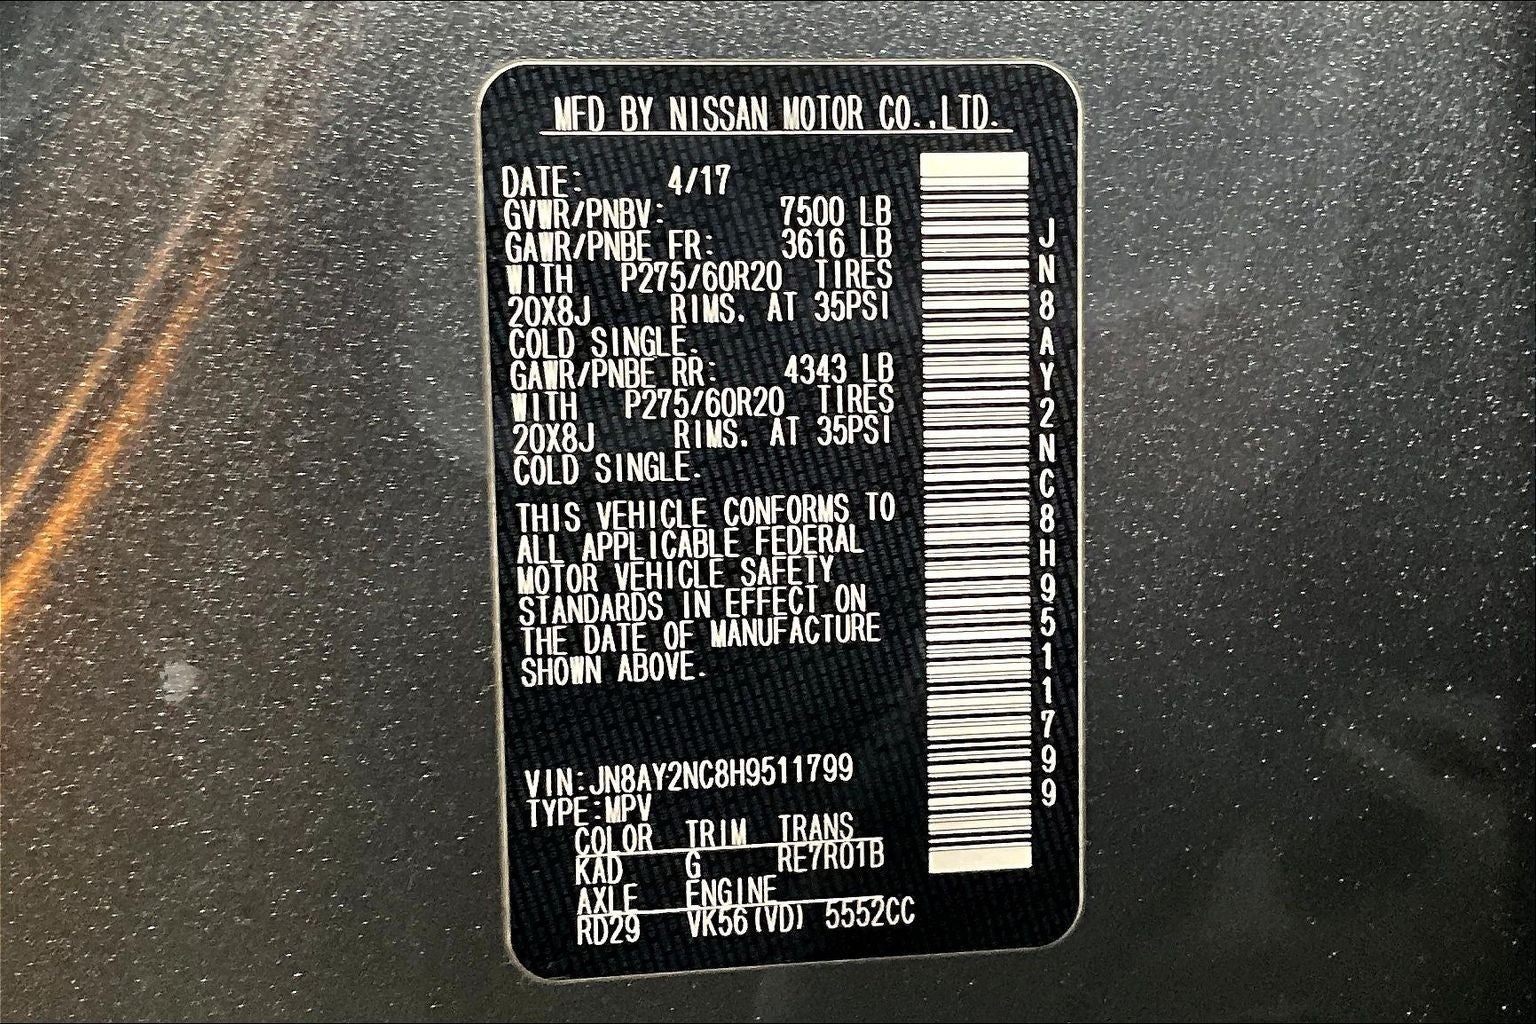 MFD BY NISSAN MOTOR CO.,LTD.
DATE: 4/17
GVWR/PNBV: 7500 LB
GAWR/PNBE FR: 3616 LB
WITH P275/60R20 TIRES
20X8J RIMS. AT 35PSI
COLD SINGLE.
GAWR/PNBE RR: 4343 LB
WITH P275/60R20 TIRES
20X8J RIMS. AT 35PSI
COLD SINGLE.
THIS VEHICLE CONFORMS TO
ALL APPLICABLE FEDERAL
MOTOR VEHICLE SAFETY
STANDARDS IN EFFECT ON
THE DATE OF MANUFACTURE
SHOWN ABOVE.
VIN:JN8AY2NC8H9511799
TYPE:MPV
COLOR TRIM TRANS
KAD G RE7R01B
AXLE ENGINE
RD29 VK56(VD) 5552CC
JN8AY2NC8H9511799